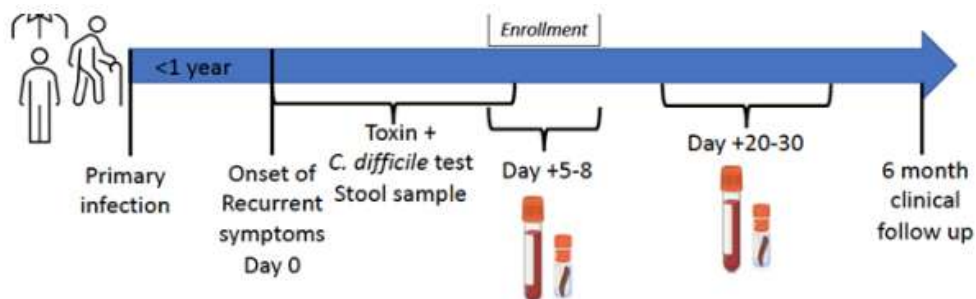 Enrollment
<1 year
Primary
infection
Onset of
Recurrent
symptoms
Day 0
Toxin +
C. difficile test
Stool sample
Day +5-8
Day +20-30
6 month
clinical
follow up